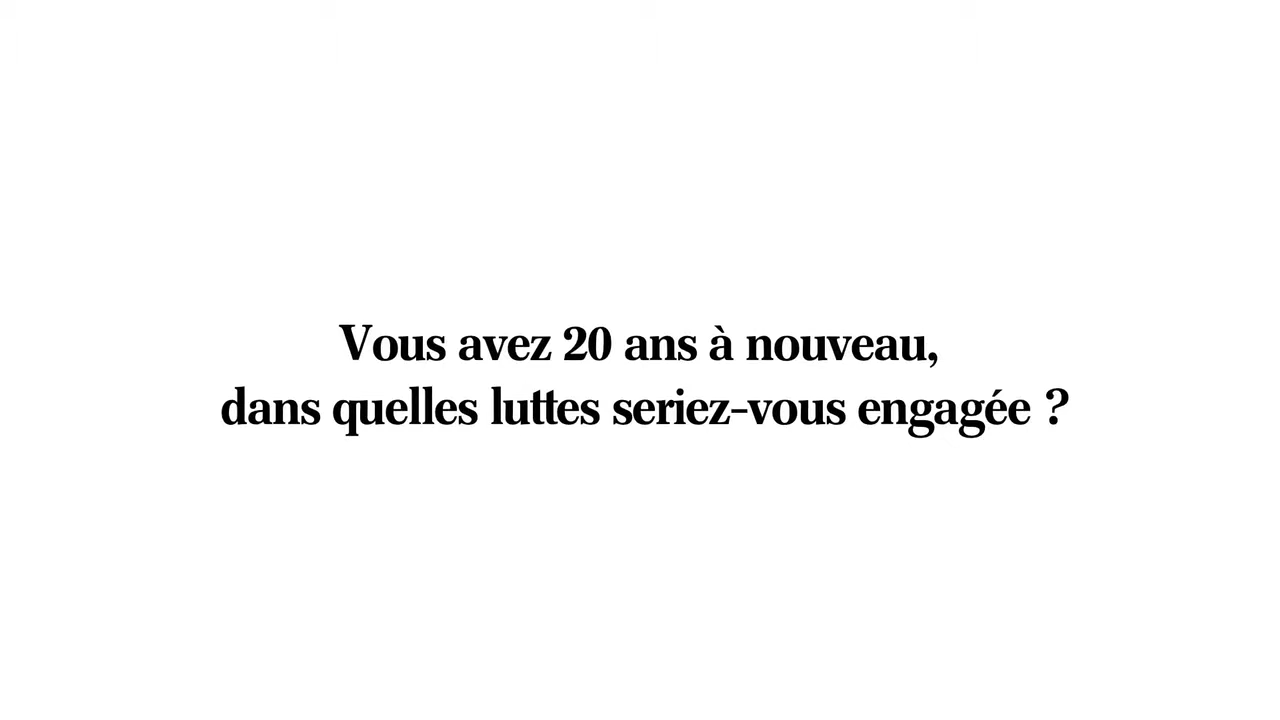 Vous avez 20 ans à nouveau,
dans quelles luttes seriez-vous engagée ?